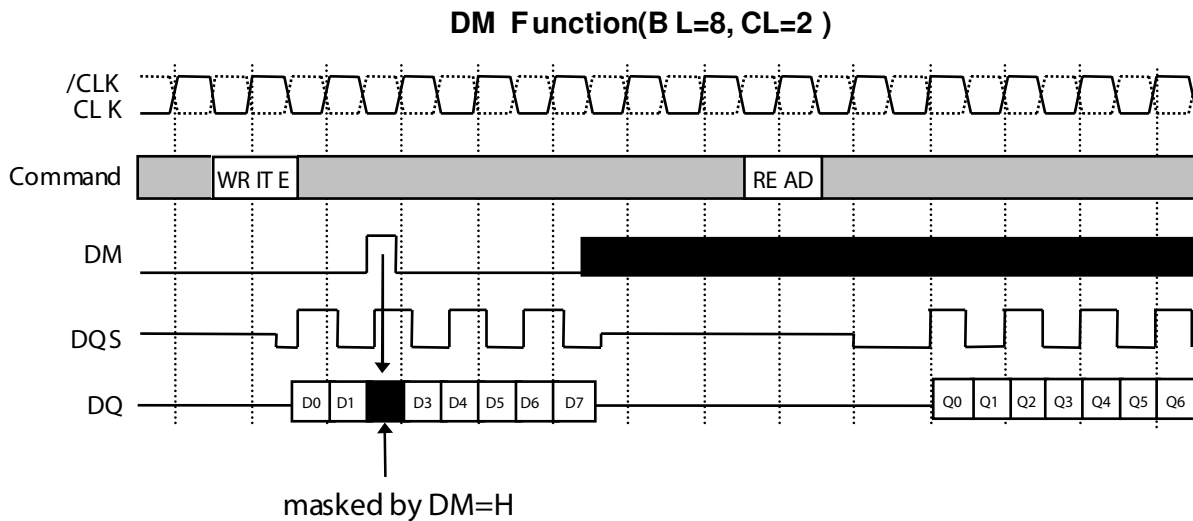 DM Function(BL=8, CL=2 )
/CLK
CLK
Command WRITE READ
DM
DQS
DQ D0 D1 D3 D4 D5 D6 D7 Q0 Q1 Q2 Q3 Q4 Q5 Q6
masked by DM=H